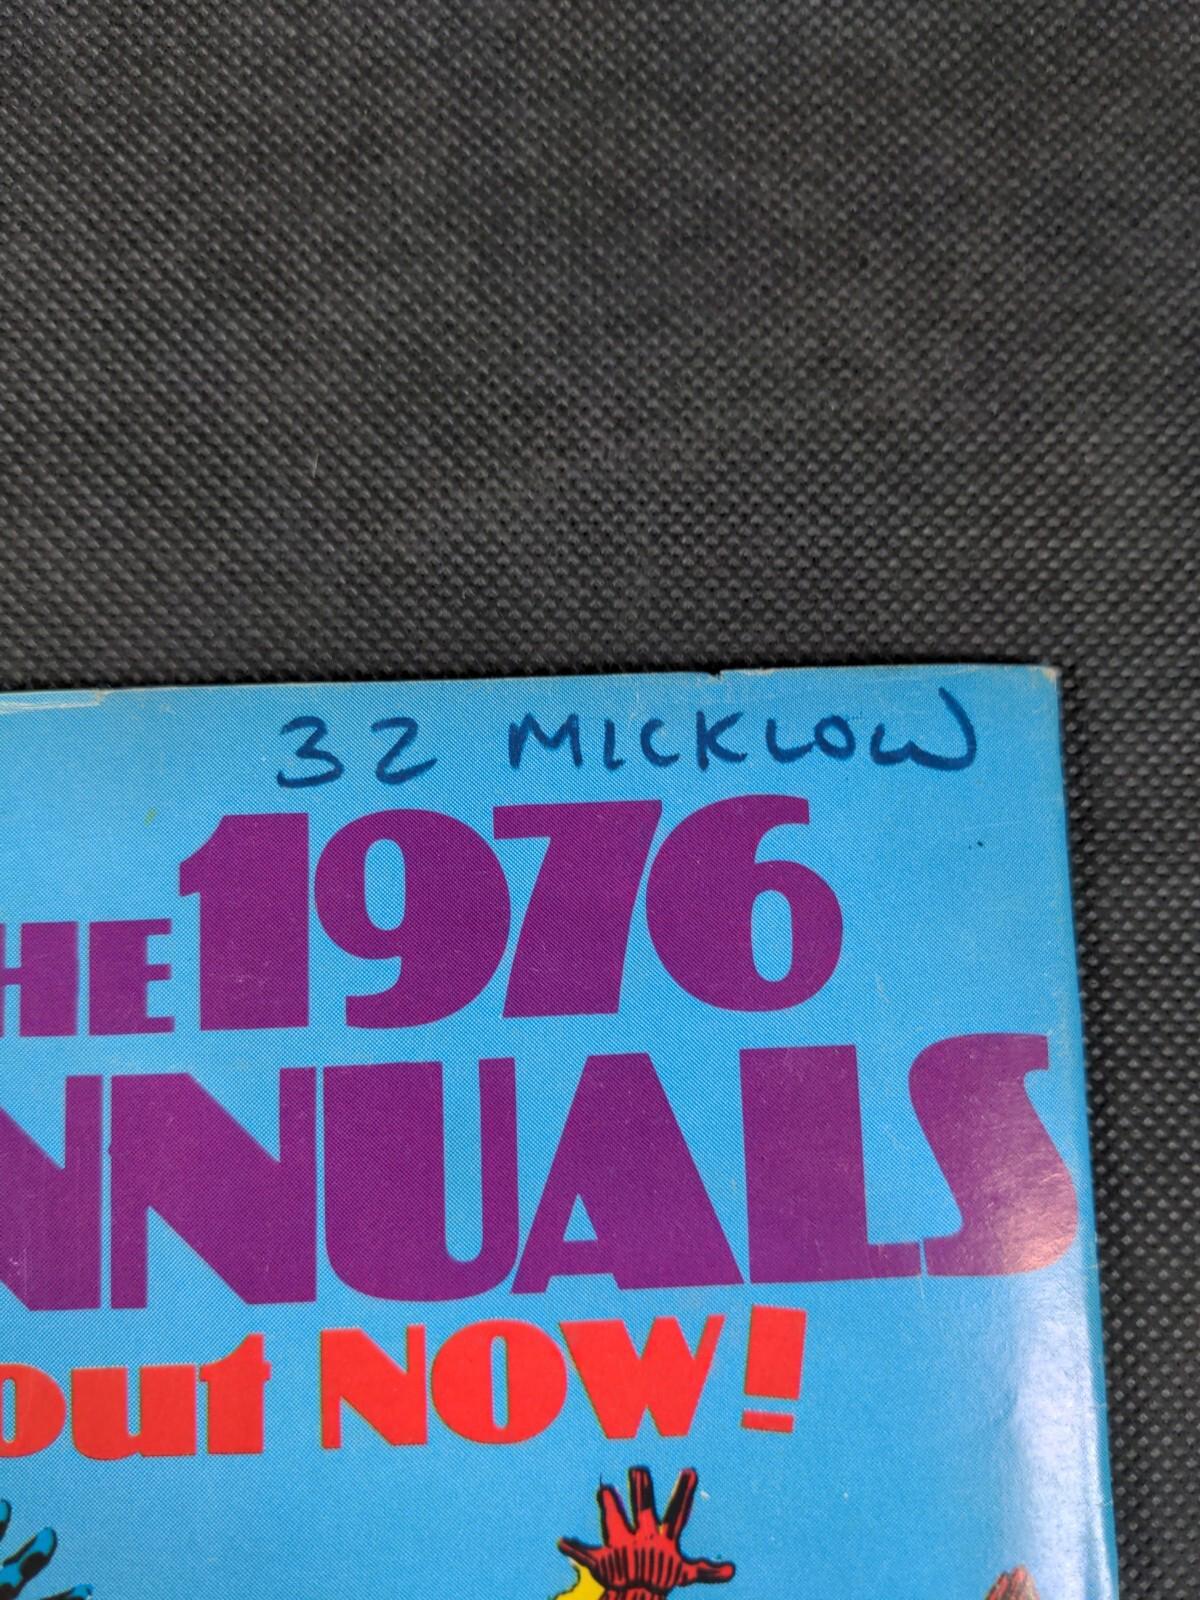 32 MICKLOW
HE 1976
NNUALS
out NOW!